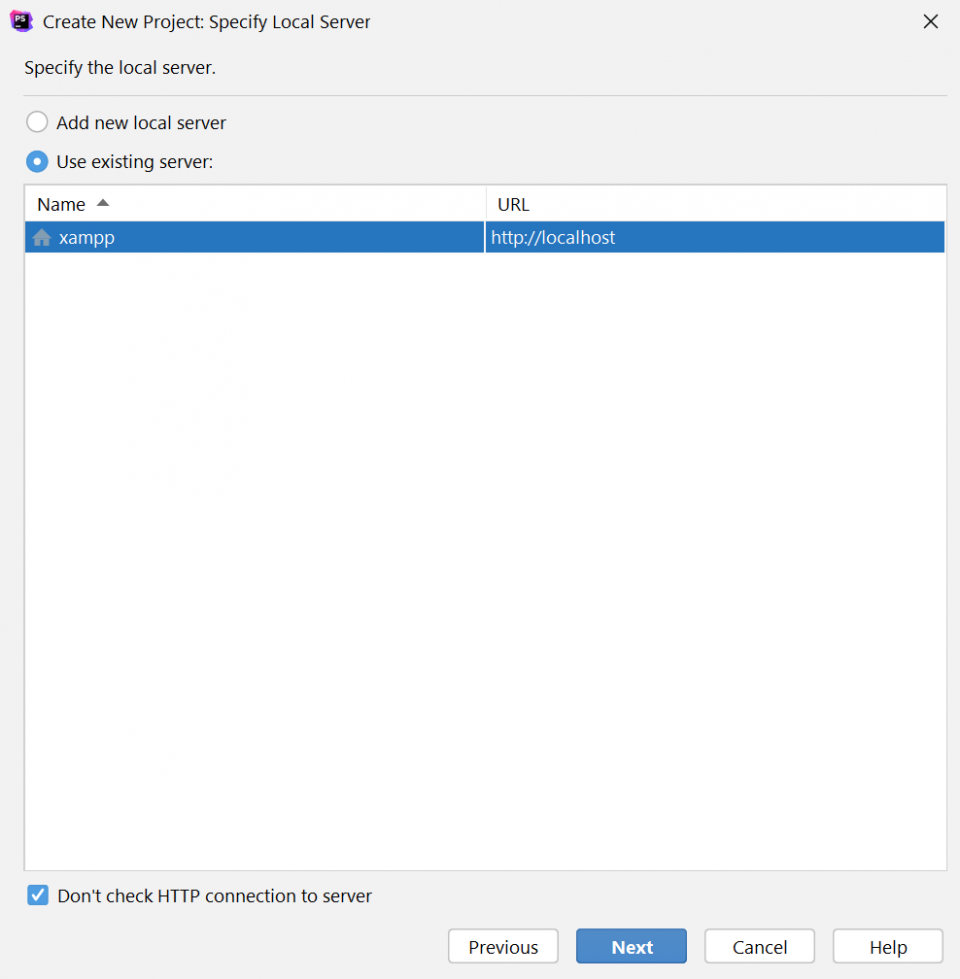 PS Create New Project: Specify Local Server
Specify the local server.
Add new local server
Use existing server:
Name URL
xampp http://localhost
Don't check HTTP connection to server
Previous Next Cancel Help